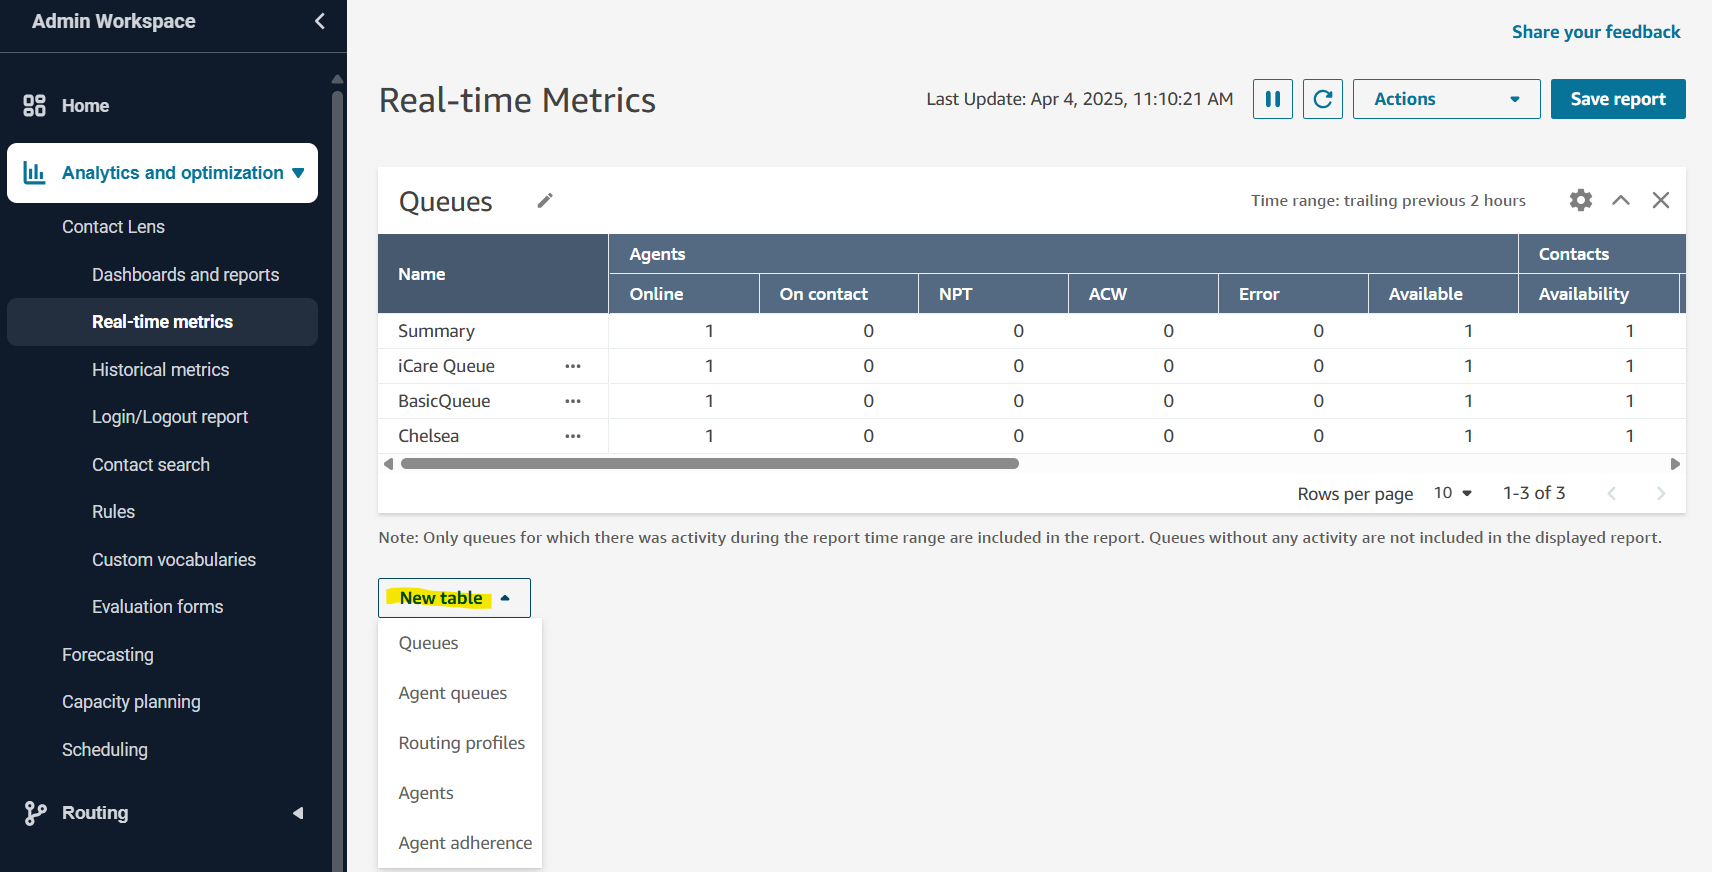 Admin Workspace
Share your feedback
Home
Analytics and optimization
Contact Lens
Dashboards and reports
Real-time metrics
Historical metrics
Login/Logout report
Contact search
Rules
Custom vocabularies
Evaluation forms
Forecasting
Capacity planning
Scheduling
Routing
Real-time Metrics
Last Update: Apr 4, 2025, 11:10:21 AM
Actions
Save report
Queues
Time range: trailing previous 2 hours
Name Agents Contacts
Online On contact NPT ACW Error Available Availability
Summary 1 0 0 0 0 1 1
iCare Queue ••• 1 0 0 0 0 1 1
BasicQueue ••• 1 0 0 0 0 1 1
Chelsea ••• 1 0 0 0 0 1 1
Rows per page 10 1-3 of 3
Note: Only queues for which there was activity during the report time range are included in the report. Queues without any activity are not included in the displayed report.
New table
Queues
Agent queues
Routing profiles
Agents
Agent adherence